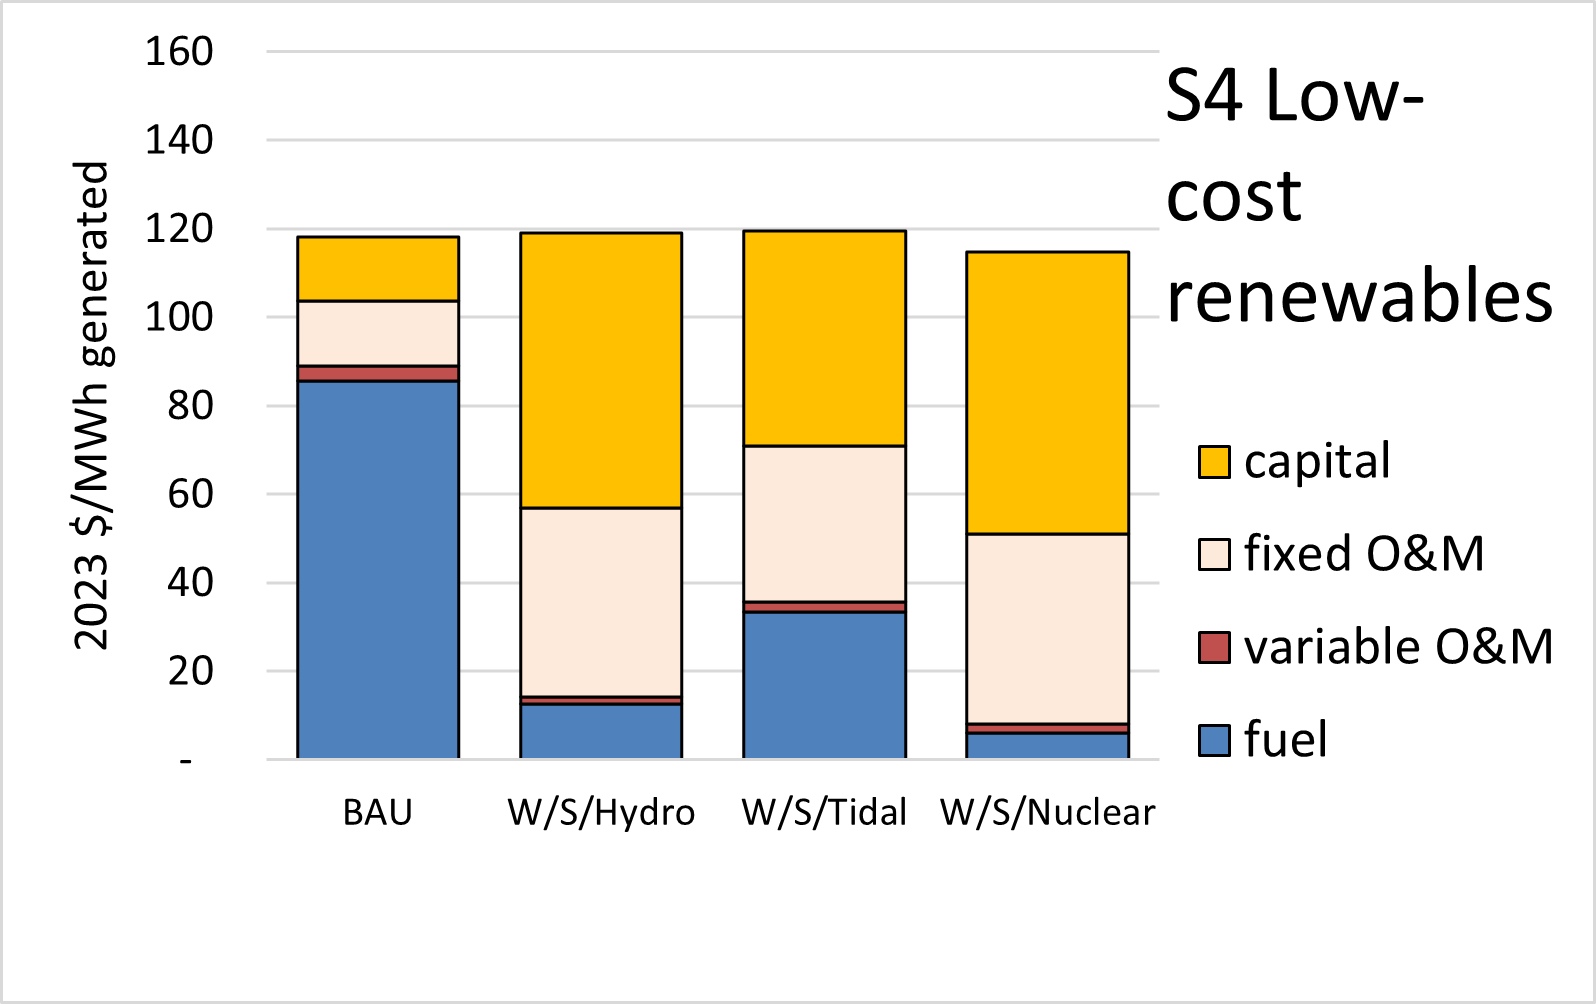 S4 Low-
cost
renewables
2023 $/MWh generated
160
140
120
100
80
60
40
20
-
BAU
W/S/Hydro
W/S/Tidal
W/S/Nuclear
capital
fixed O&M
variable O&M
fuel